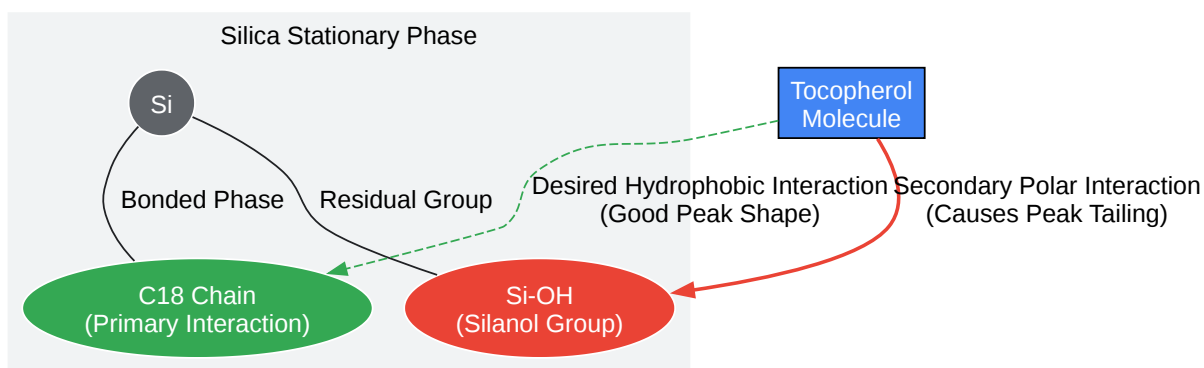 Silica Stationary Phase
Si
Tocopherol
Molecule
Bonded Phase
Residual Group
Desired Hydrophobic Interaction
(Good Peak Shape)
Secondary Polar Interaction
(Causes Peak Tailing)
C18 Chain
(Primary Interaction)
Si-OH
(Silanol Group)